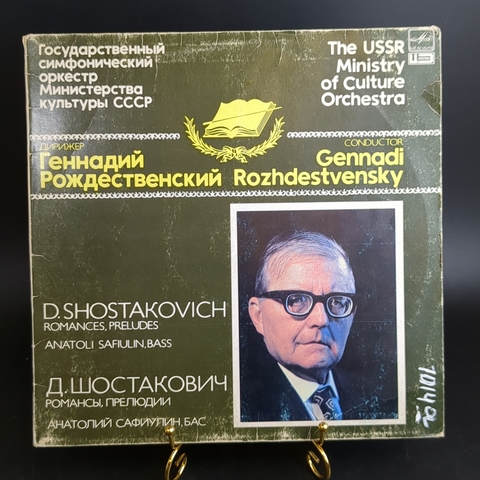 Государственный
симфонический
оркестр
Министерства
культуры СССР
The USSR
Ministry
of Culture
Orchestra
ДИРИЖЕР
Геннадий
Рождественский
CONDUCTOR
Gennadi
Rozhdestvensky
D.SHOSTAKOVICH
ROMANCES, PRELUDES
ANATOLI SAFIULIN, BASS
Д.ШОСТАКОВИЧ
РОМАНСЫ, ПРЕЛЮДИИ
АНАТОЛИЙ САФИУЛИН, БАС